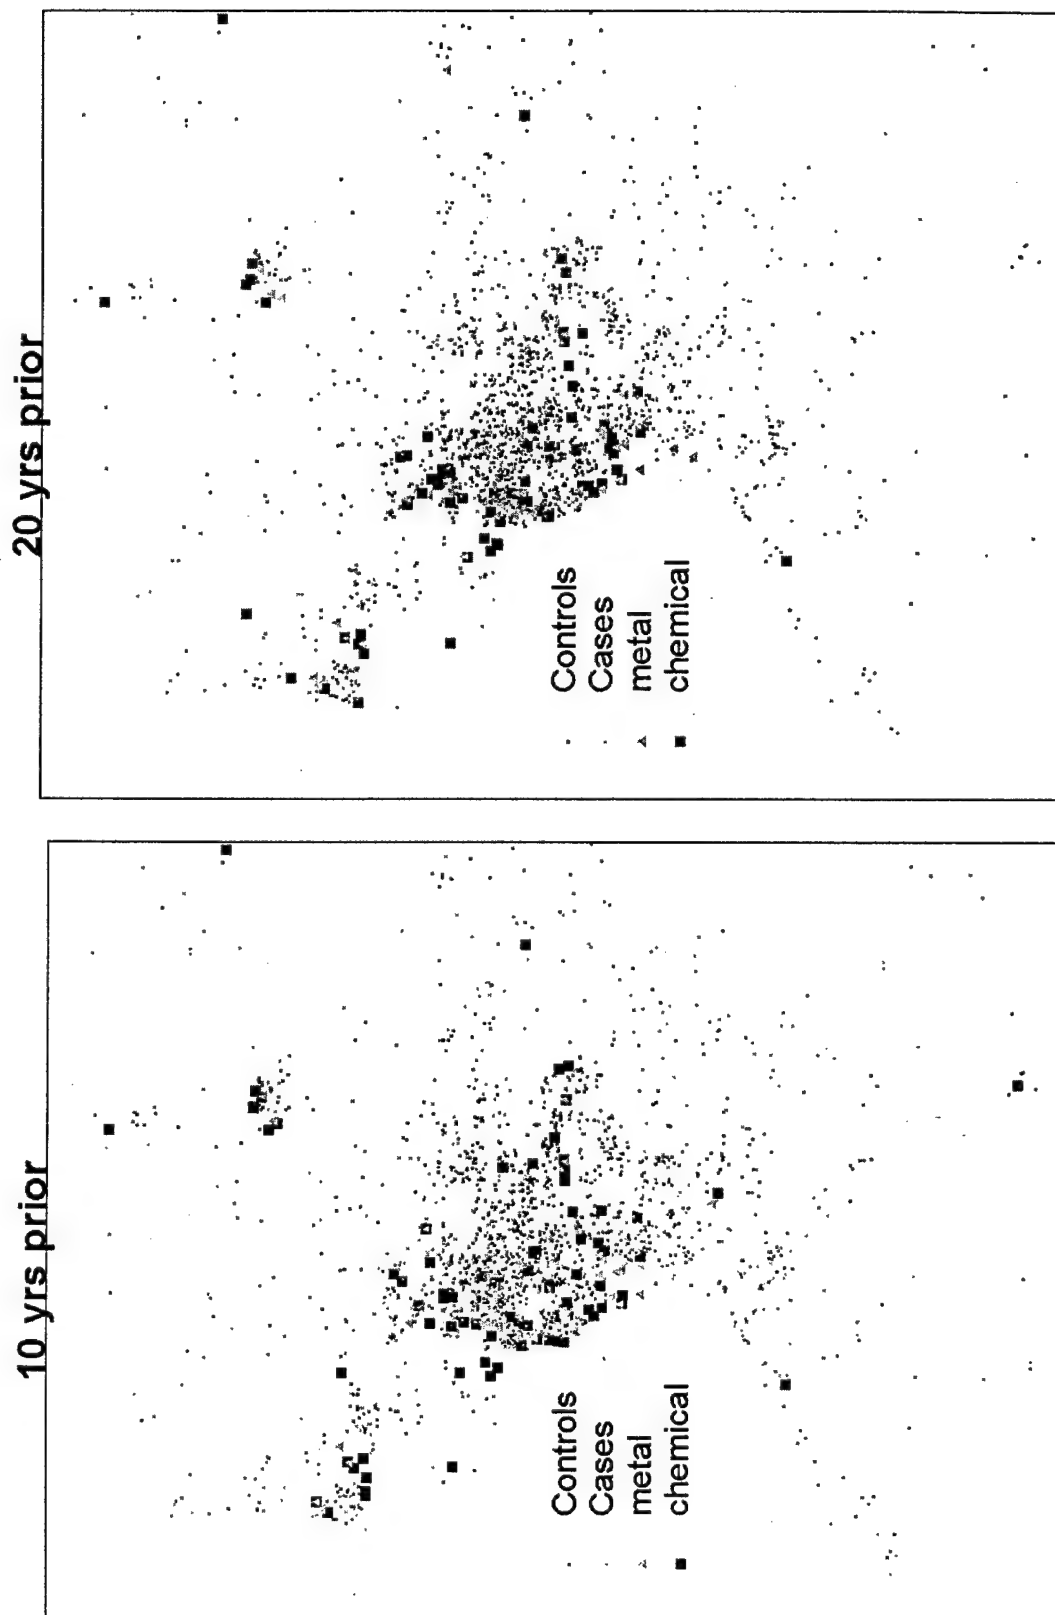 10 yrs prior
Controls
Cases
metal
chemical
20 yrs prior
Controls
Cases
metal
chemical